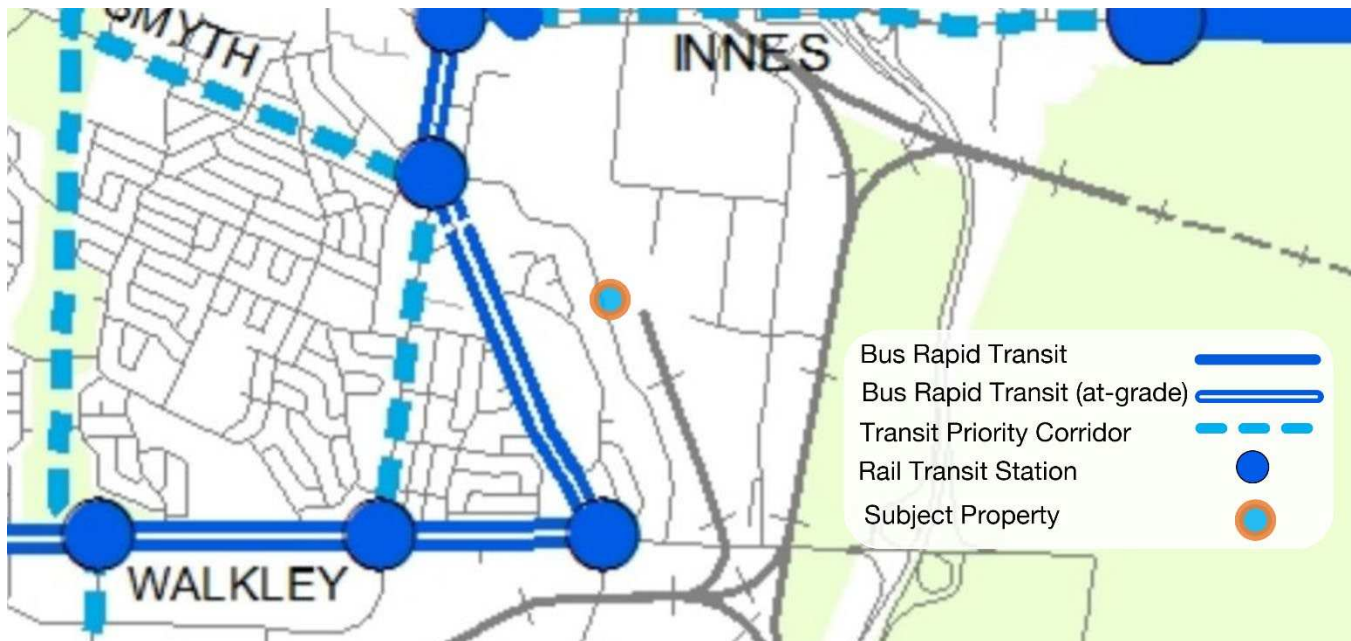 SMYTH
INNES
Bus Rapid Transit
Bus Rapid Transit (at-grade)
Transit Priority Corridor
Rail Transit Station
Subject Property
WALKLEY